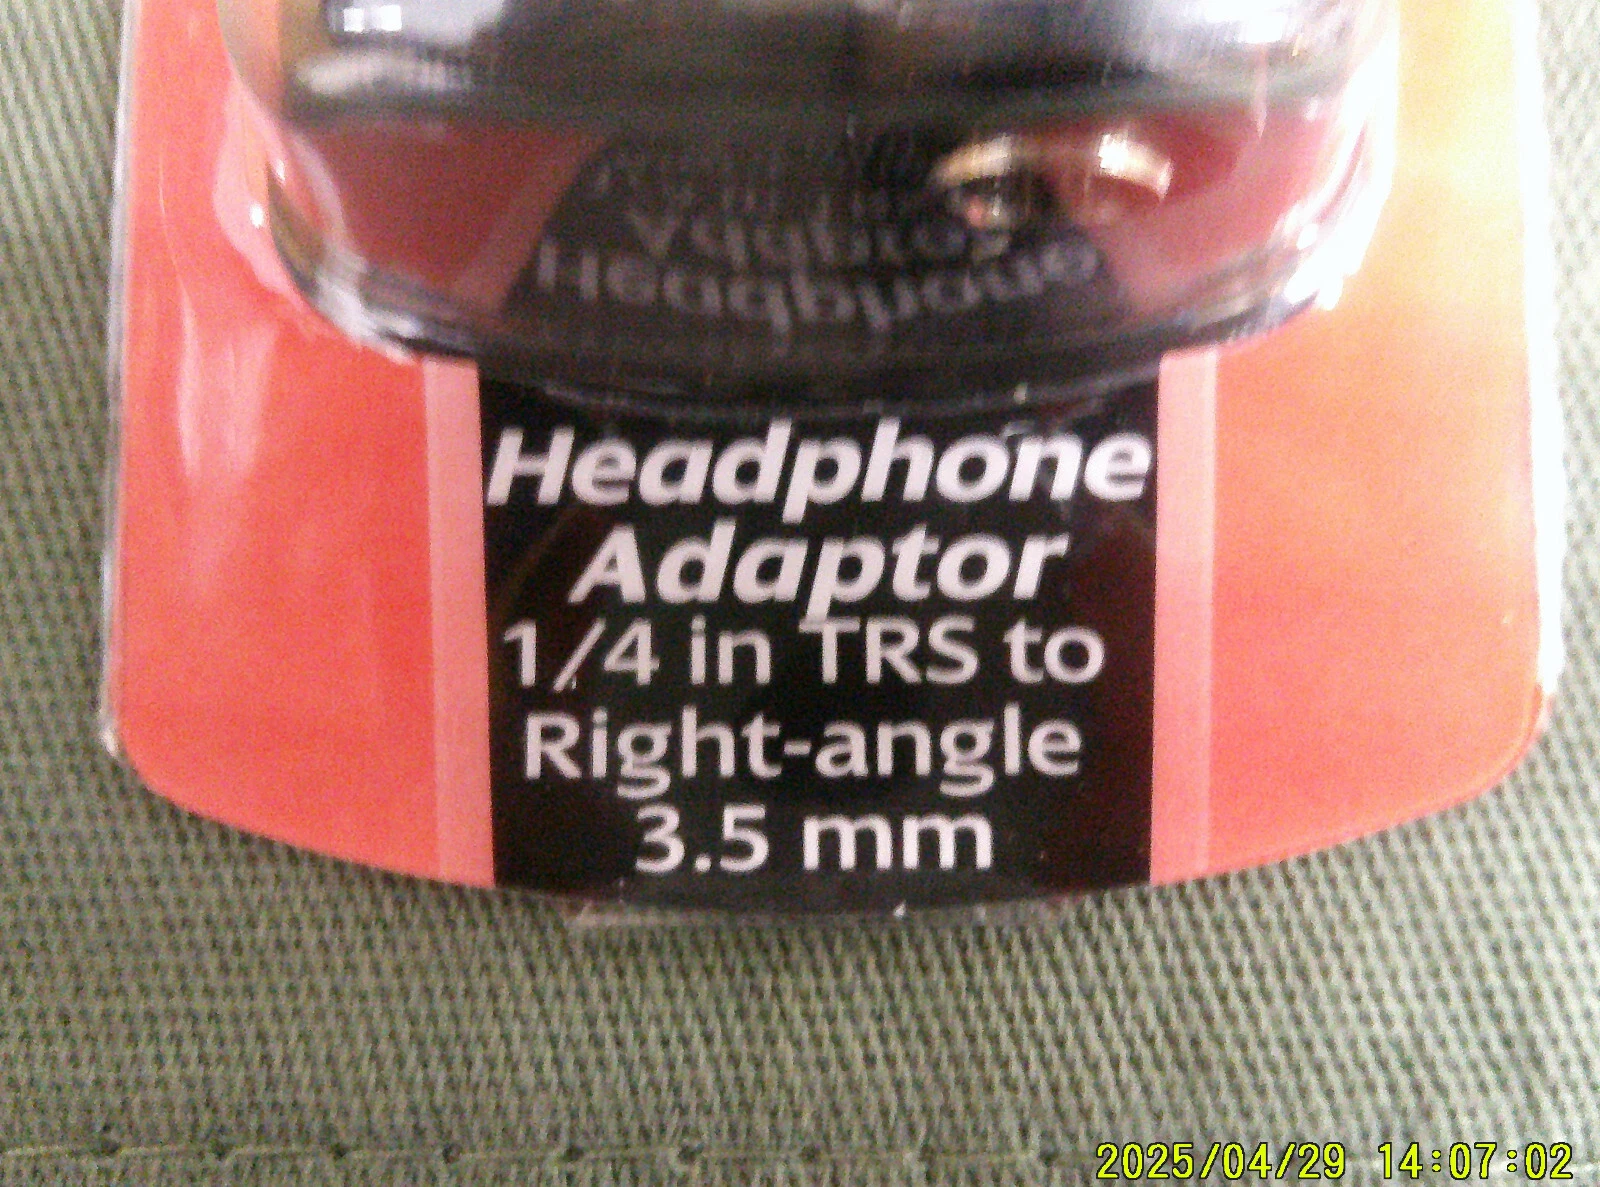 Headphone
Adaptor
1/4 in TRS to
Right-angle
3.5 mm
2025/04/29 14:07:02